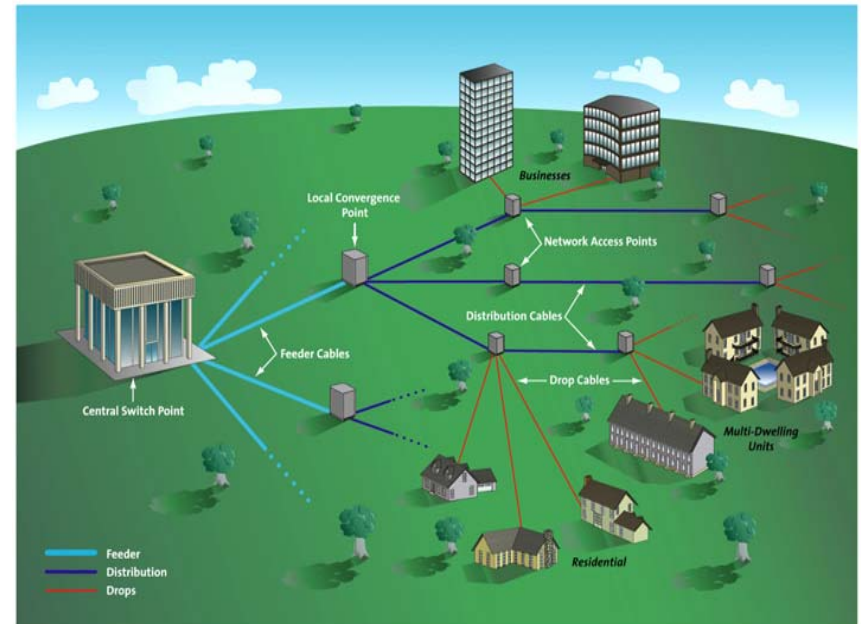 Businesses
Local Convergence
Point
Network Access Points
Distribution Cables
Feeder Cables
Drop Cables
Central Switch Point
Multi-Dwelling
Units
Residential
Feeder
Distribution
Drops